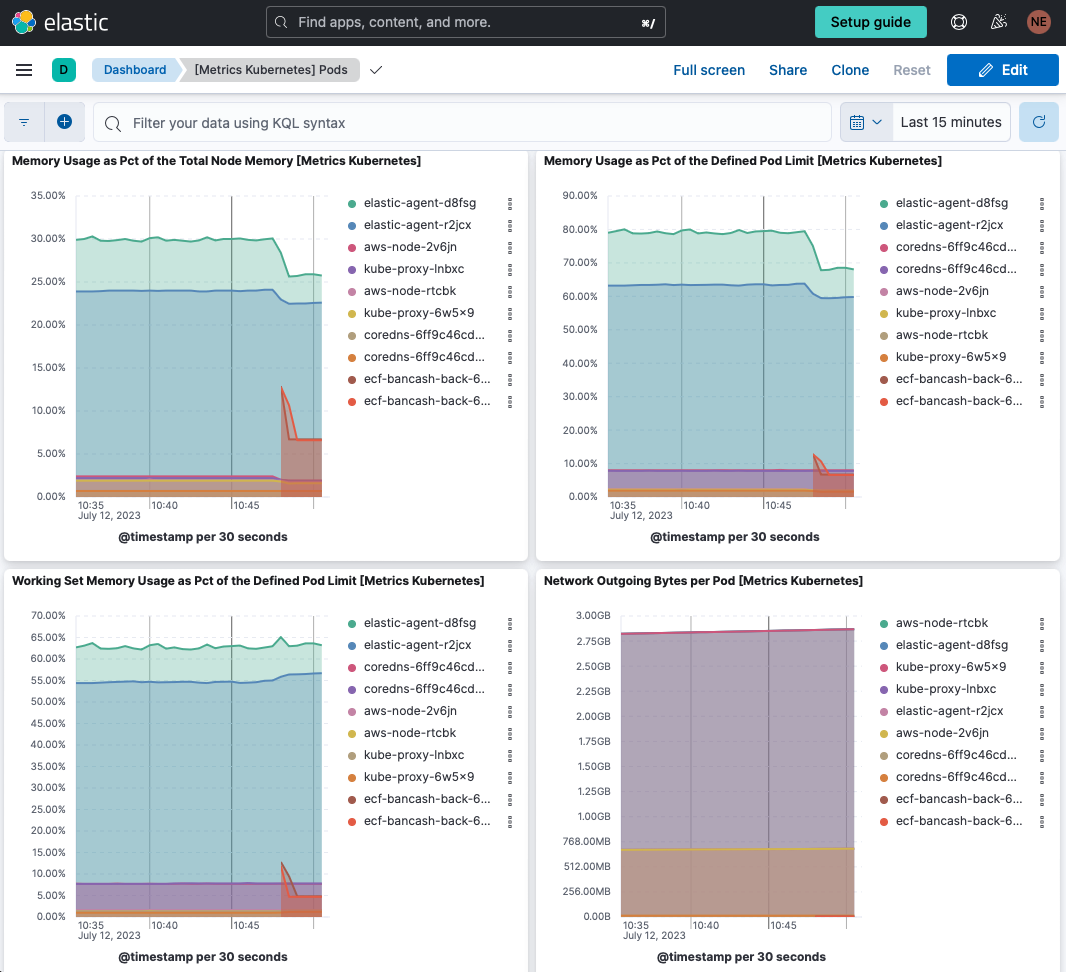 elastic
Find apps, content, and more.
⌘/
Setup guide
NE
D
Dashboard
[Metrics Kubernetes] Pods
Full screen
Share
Clone
Reset
Edit
Filter your data using KQL syntax
Last 15 minutes
Memory Usage as Pct of the Total Node Memory [Metrics Kubernetes]
35.00%
30.00%
25.00%
20.00%
15.00%
10.00%
5.00%
0.00%
10:35
10:40
10:45
July 12, 2023
@timestamp per 30 seconds
elastic-agent-d8fsg
elastic-agent-r2jcx
aws-node-2v6jn
kube-proxy-lnbxc
aws-node-rtcbk
kube-proxy-6w5x9
coredns-6ff9c46cd...
coredns-6ff9c46cd...
ecf-bancash-back-6...
ecf-bancash-back-6...
Memory Usage as Pct of the Defined Pod Limit [Metrics Kubernetes]
90.00%
80.00%
70.00%
60.00%
50.00%
40.00%
30.00%
20.00%
10.00%
0.00%
10:35
10:40
10:45
July 12, 2023
@timestamp per 30 seconds
elastic-agent-d8fsg
elastic-agent-r2jcx
coredns-6ff9c46cd...
coredns-6ff9c46cd...
aws-node-2v6jn
kube-proxy-lnbxc
aws-node-rtcbk
kube-proxy-6w5x9
ecf-bancash-back-6...
ecf-bancash-back-6...
Working Set Memory Usage as Pct of the Defined Pod Limit [Metrics Kubernetes]
70.00%
65.00%
60.00%
55.00%
50.00%
45.00%
40.00%
35.00%
30.00%
25.00%
20.00%
15.00%
10.00%
5.00%
0.00%
10:35
10:40
10:45
July 12, 2023
@timestamp per 30 seconds
elastic-agent-d8fsg
elastic-agent-r2jcx
coredns-6ff9c46cd...
coredns-6ff9c46cd...
aws-node-2v6jn
aws-node-rtcbk
kube-proxy-lnbxc
kube-proxy-6w5x9
ecf-bancash-back-6...
ecf-bancash-back-6...
Network Outgoing Bytes per Pod [Metrics Kubernetes]
3.00GB
2.75GB
2.50GB
2.25GB
2.00GB
1.75GB
1.50GB
1.25GB
1.00GB
768.00MB
512.00MB
256.00MB
0.00B
10:35
10:40
10:45
July 12, 2023
@timestamp per 30 seconds
aws-node-rtcbk
elastic-agent-d8fsg
kube-proxy-6w5x9
kube-proxy-lnbxc
elastic-agent-r2jcx
aws-node-2v6jn
coredns-6ff9c46cd...
coredns-6ff9c46cd...
ecf-bancash-back-6...
ecf-bancash-back-6...